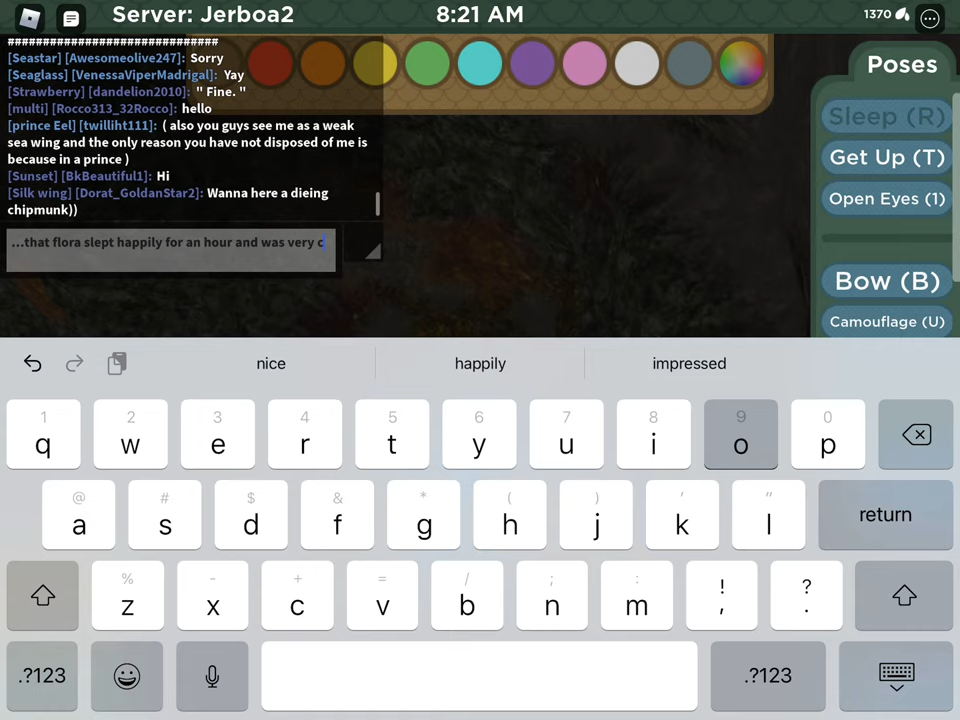 Server: Jerboa2
8:21 AM
1370
##############################
[Seastar] [Awesomeolive247]: Sorry
[Seaglass] [VenessaViperMadrigal]: Yay
[Strawberry] [dandelion2010]: " Fine. "
[multi] [Rocco313_32Rocco]: hello
[prince Eel] [twilliht111]: ( also you guys see me as a weak
sea wing and the only reason you have not disposed of me is
because in a prince )
[Sunset] [BkBeautiful1]: Hi
[Silk wing] [Dorat_GoldanStar2]: Wanna here a dieing
chipmunk))
...that flora slept happily for an hour and was very c
Poses
Sleep (R)
Get Up (T)
Open Eyes (1)
Bow (B)
Camouflage (U)
nice happily impressed
1 2 3 4 5 6 7 8 9 0
q w e r t y u i o p
@ # $ & * ( ) ' "
a s d f g h j k l return
% - + = / ; : ! ?
z x c v b n m , .
.?123 .?123